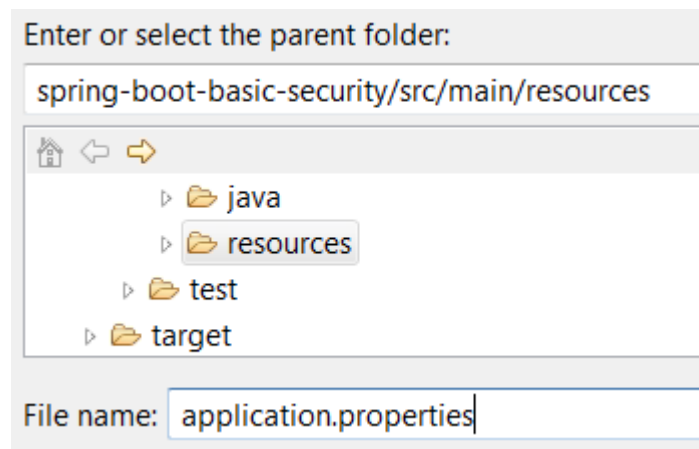 Enter or select the parent folder:
spring-boot-basic-security/src/main/resources
java
resources
test
target
File name: application.properties